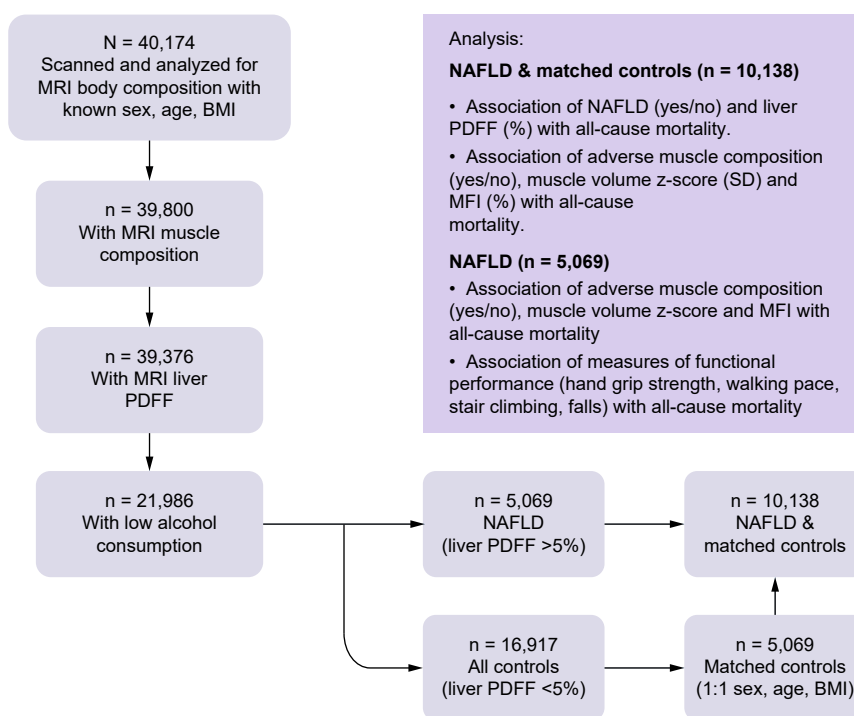 N = 40,174
Scanned and analyzed for
MRI body composition with
known sex, age, BMI
n = 39,800
With MRI muscle
composition
n = 39,376
With MRI liver
PDFF
n = 21,986
With low alcohol
consumption
Analysis:
NAFLD & matched controls (n = 10,138)
• Association of NAFLD (yes/no) and liver
PDFF (%) with all-cause mortality.
• Association of adverse muscle composition
(yes/no), muscle volume z-score (SD) and
MFI (%) with all-cause
mortality.
NAFLD (n = 5,069)
• Association of adverse muscle composition
(yes/no), muscle volume z-score and MFI with
all-cause mortality
• Association of measures of functional
performance (hand grip strength, walking pace,
stair climbing, falls) with all-cause mortality
n = 5,069
NAFLD
(liver PDFF >5%)
n = 10,138
NAFLD &
matched controls
n = 16,917
All controls
(liver PDFF <5%)
n = 5,069
Matched controls
(1:1 sex, age, BMI)